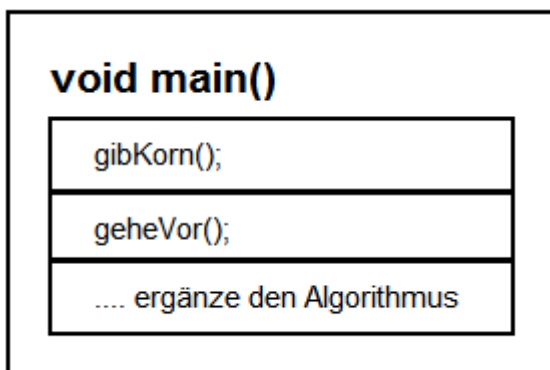 void main()
gibKorn();
geheVor();
.... ergänze den Algorithmus